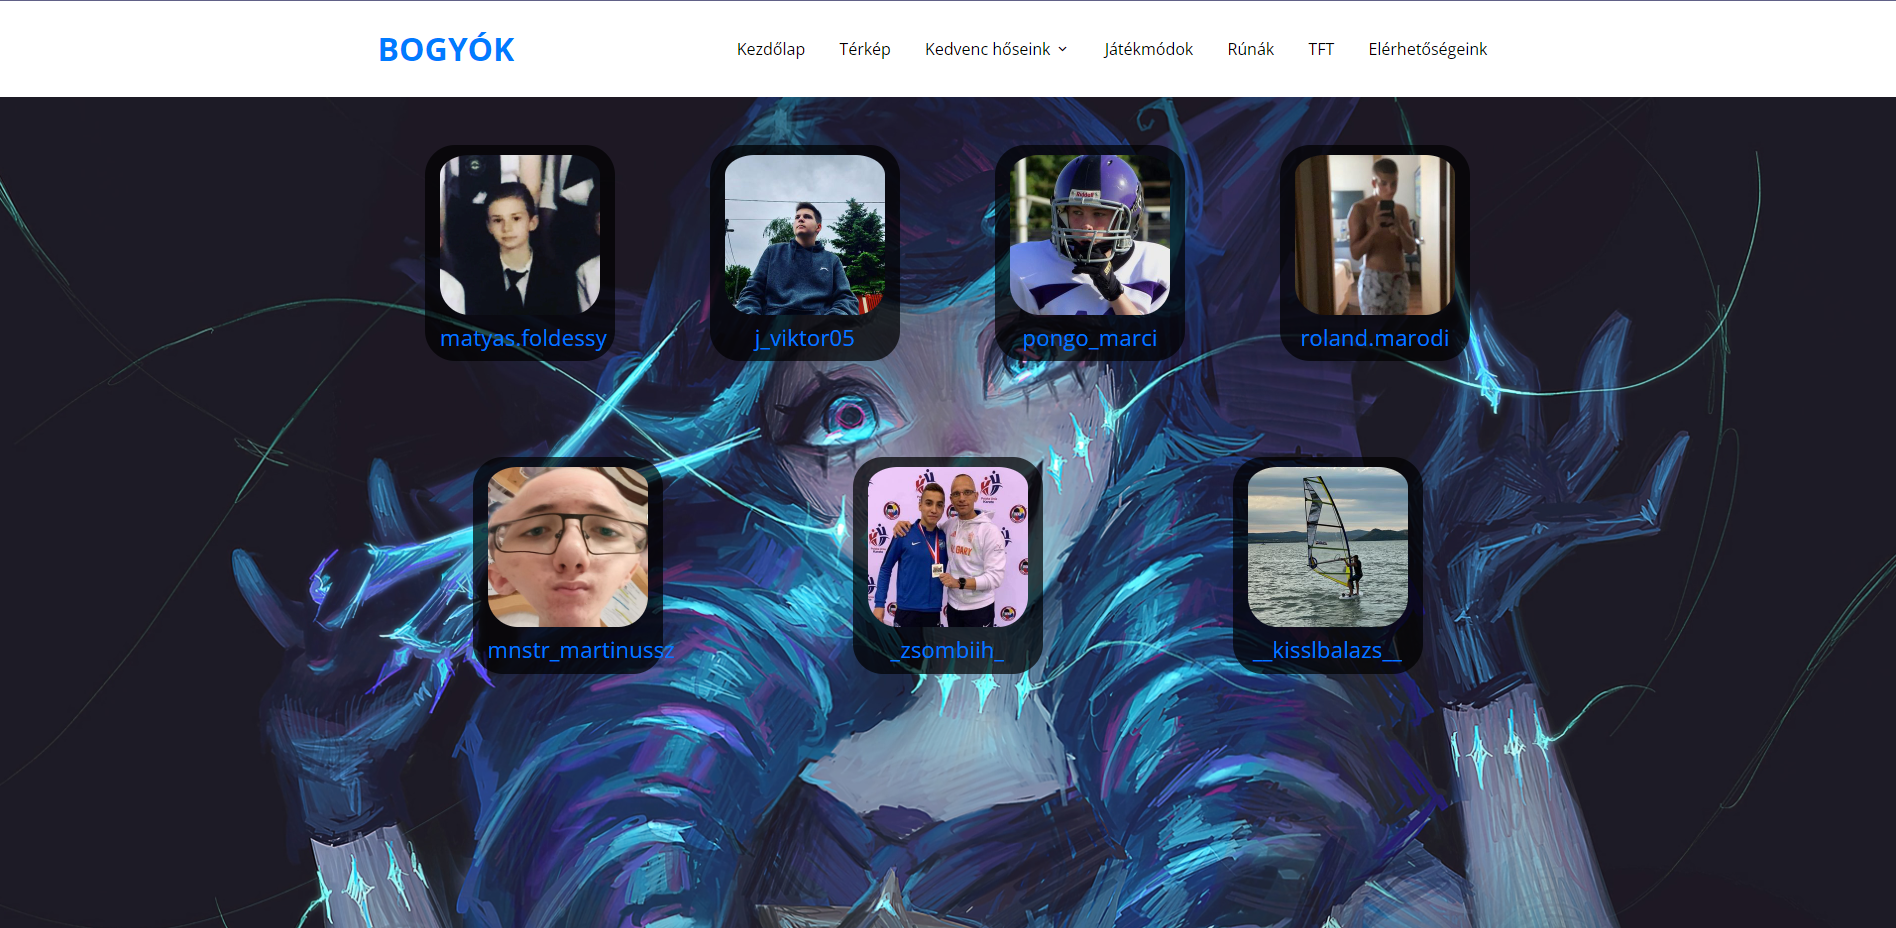 BOGYÓK
Kezdőlap Térkép Kedvenc hőseink Játékmódok Rúnák TFT Elérhetőségeink
matyas.foldessy j_viktor05 pongo_marci roland.marodi
mnstr_martinussz _zsombiih_ __kisslbalazs__